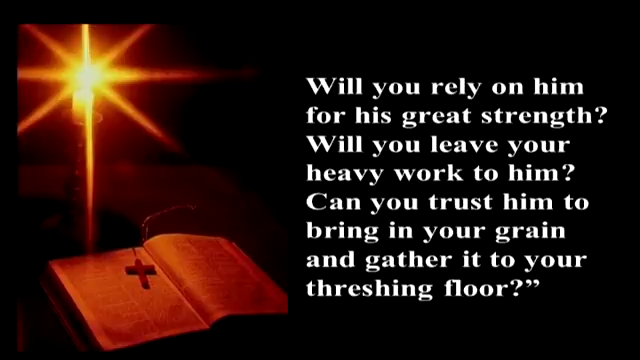 Will you rely on him
for his great strength?
Will you leave your
heavy work to him?
Can you trust him to
bring in your grain
and gather it to your
threshing floor?”